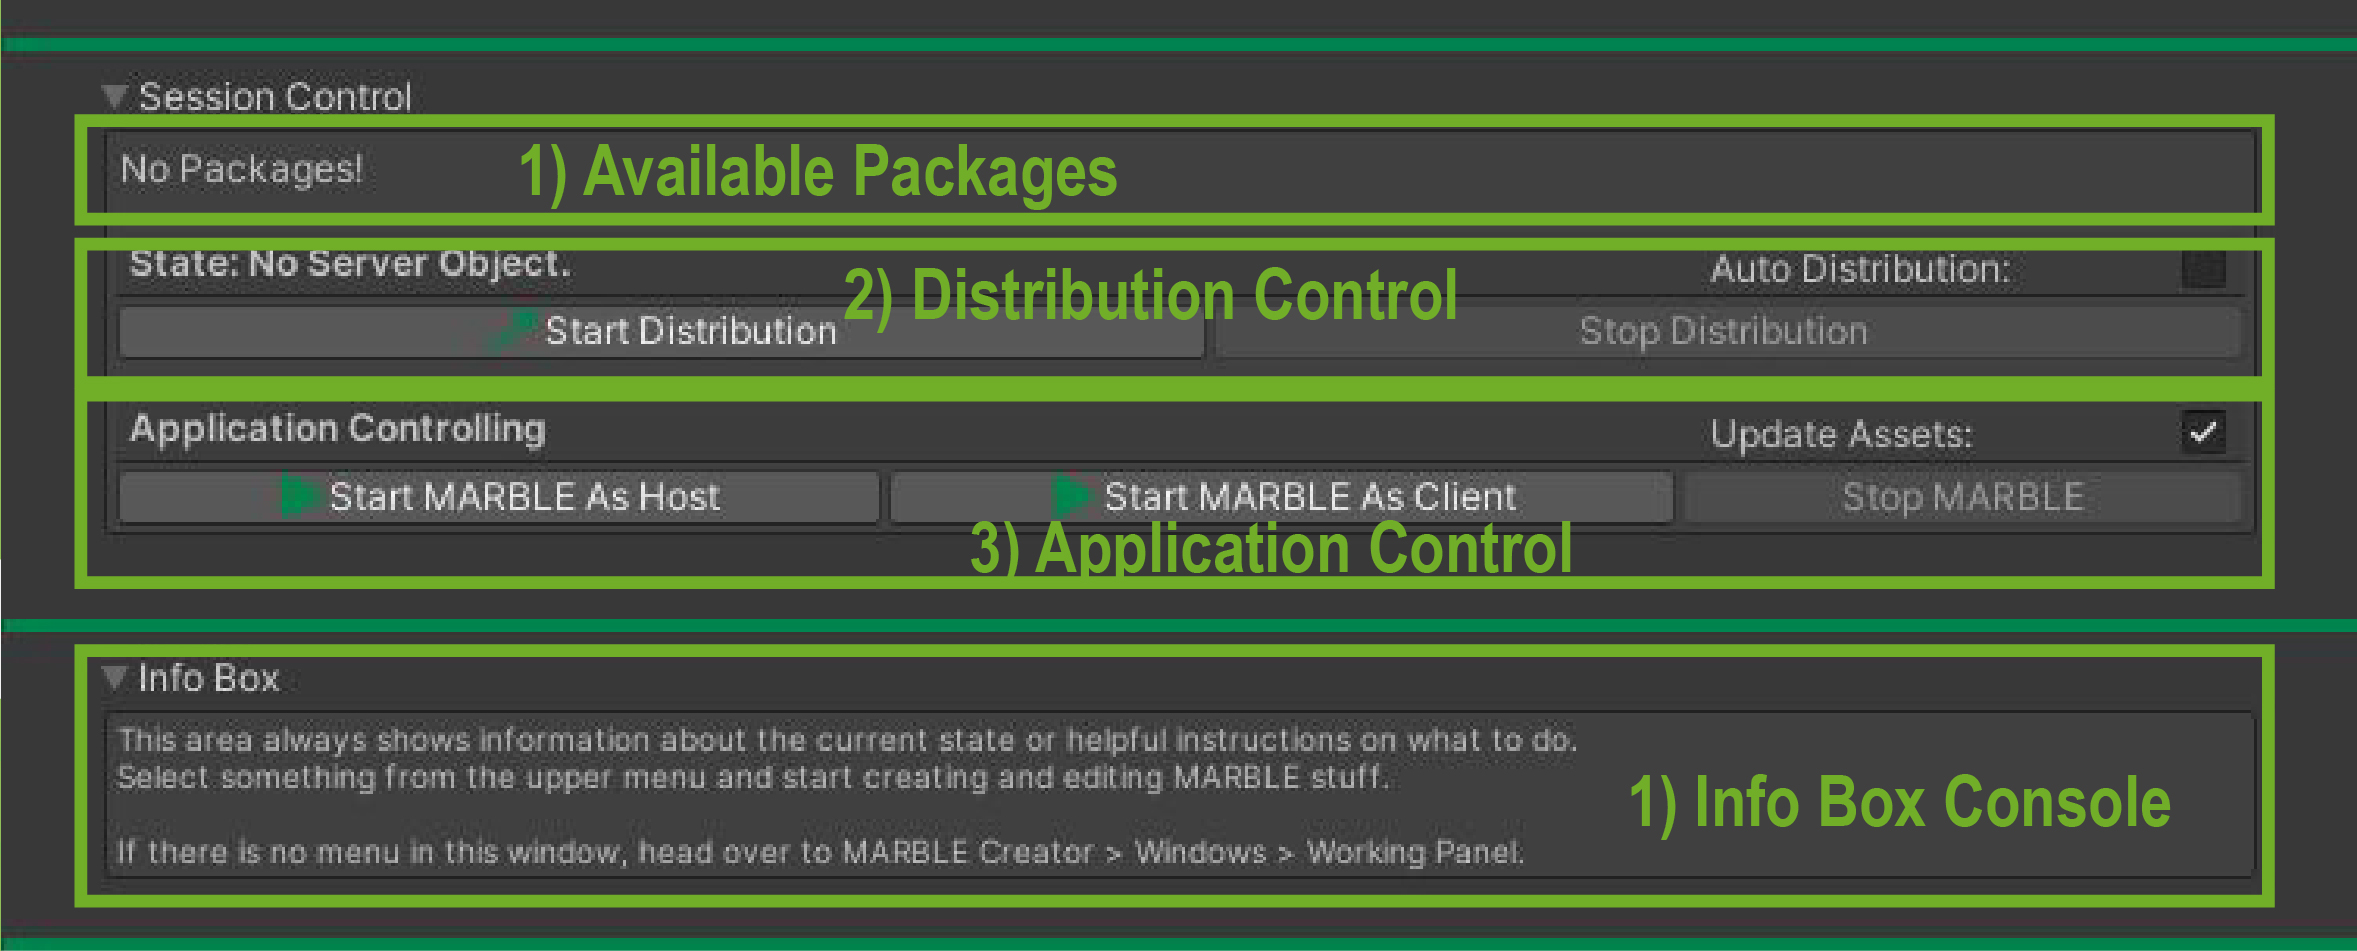 Session Control
No Packages!
1) Available Packages
State: No Server Object.
2) Distribution Control
Auto Distribution:
Start Distribution
Stop Distribution
Application Controlling
Update Assets:
Start MARBLE As Host
Start MARBLE As Client
Stop MARBLE
3) Application Control
Info Box
This area always shows information about the current state or helpful instructions on what to do.
Select something from the upper menu and start creating and editing MARBLE stuff.
1) Info Box Console
If there is no menu in this window, head over to MARBLE Creator > Windows > Working Panel.